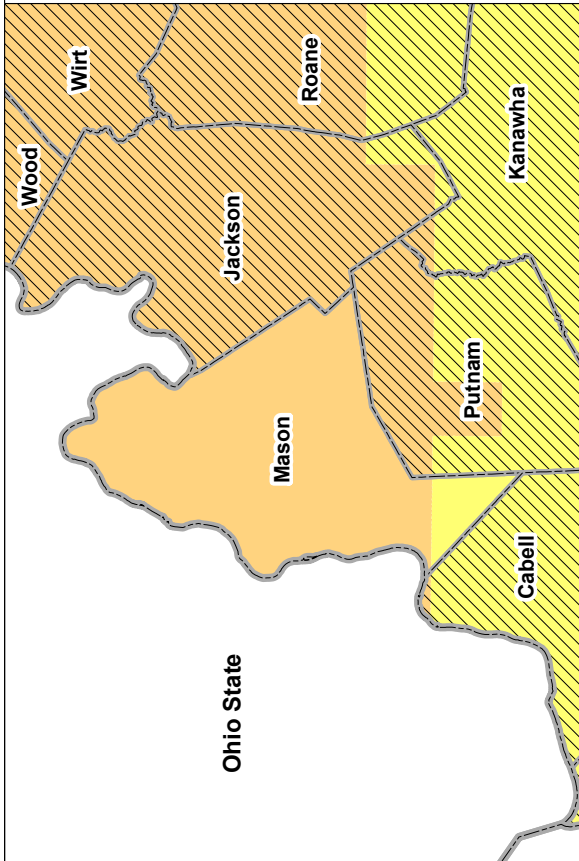 Wood
Wirt
Jackson
Roane
Ohio State
Mason
Putnam
Kanawha
Cabell